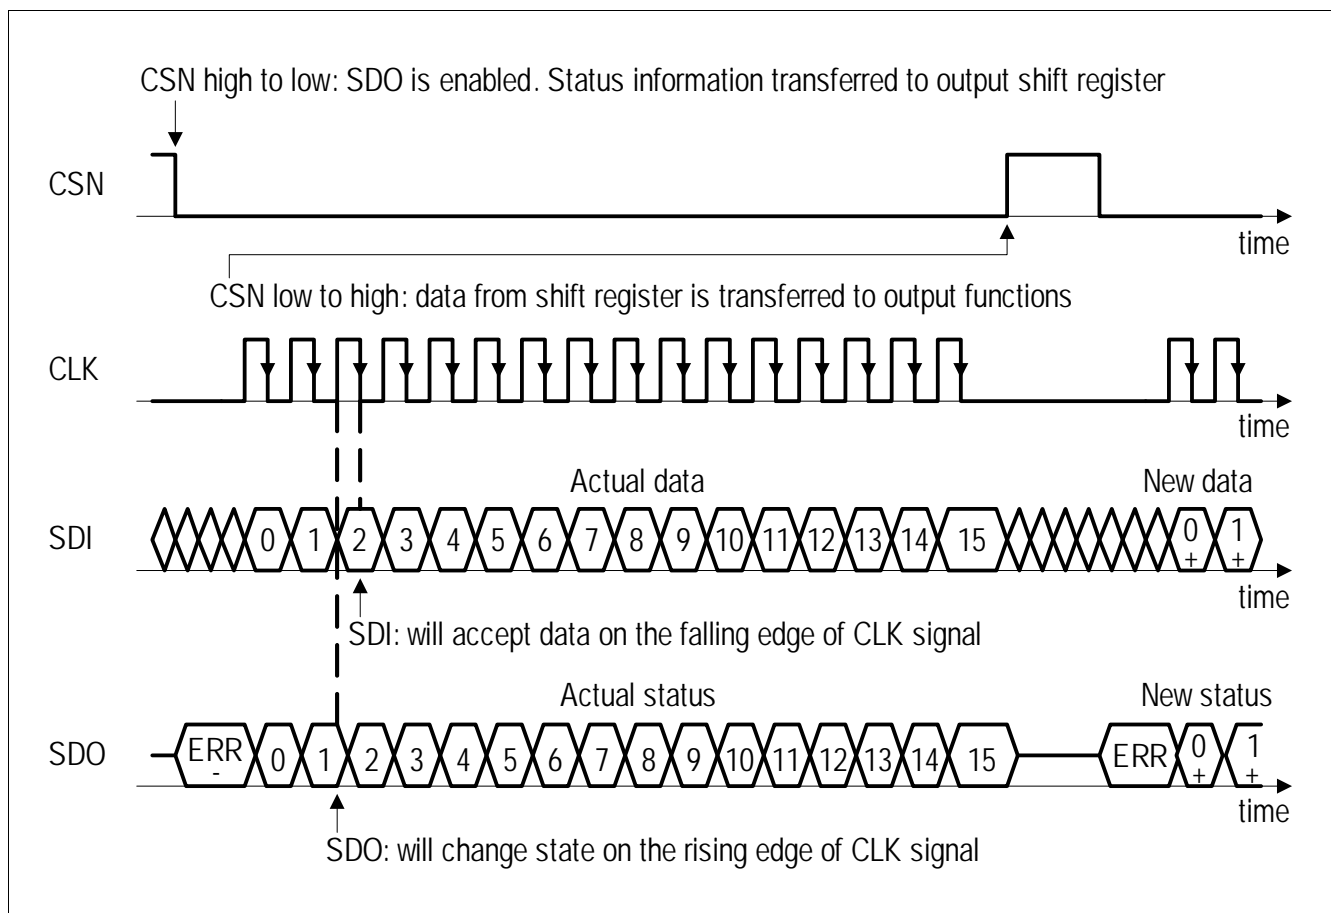 CSN high to low: SDO is enabled. Status information transferred to output shift register
CSN
time
CSN low to high: data from shift register is transferred to output functions
CLK
time
Actual data
New data
SDI
0 1 2 3 4 5 6 7 8 9 10 11 12 13 14 15 0 1
+ +
time
SDI: will accept data on the falling edge of CLK signal
Actual status
New status
SDO
ERR 0 1 2 3 4 5 6 7 8 9 10 11 12 13 14 15 ERR 0 1
- + +
time
SDO: will change state on the rising edge of CLK signal